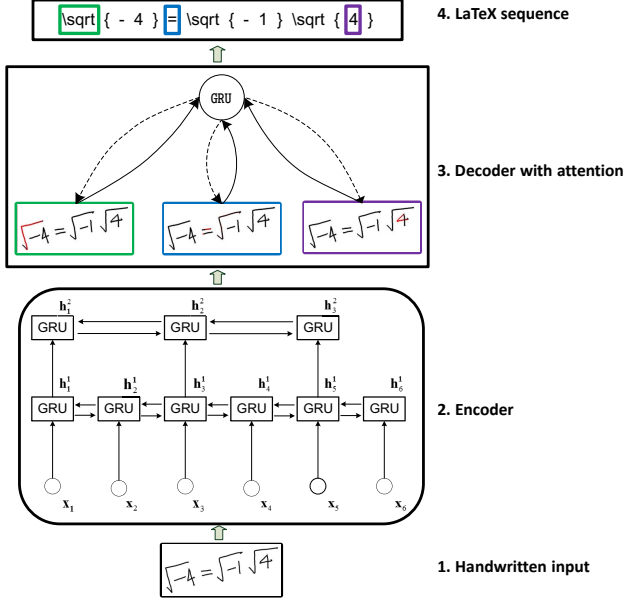 \sqrt { - 4 } = \sqrt { - 1 } \sqrt { 4 }
4. LaTeX sequence
GRU
3. Decoder with attention
√-4 = √-1 √4
√-4 = √-1 √4
√-4 = √-1 √4
h₁² h₂² h₃²
GRU GRU GRU
h₁¹ h₂¹ h₃¹ h₄¹ h₅¹ h₆¹
GRU GRU GRU GRU GRU GRU
2. Encoder
x₁ x₂ x₃ x₄ x₅ x₆
√-4 = √-1 √4
1. Handwritten input